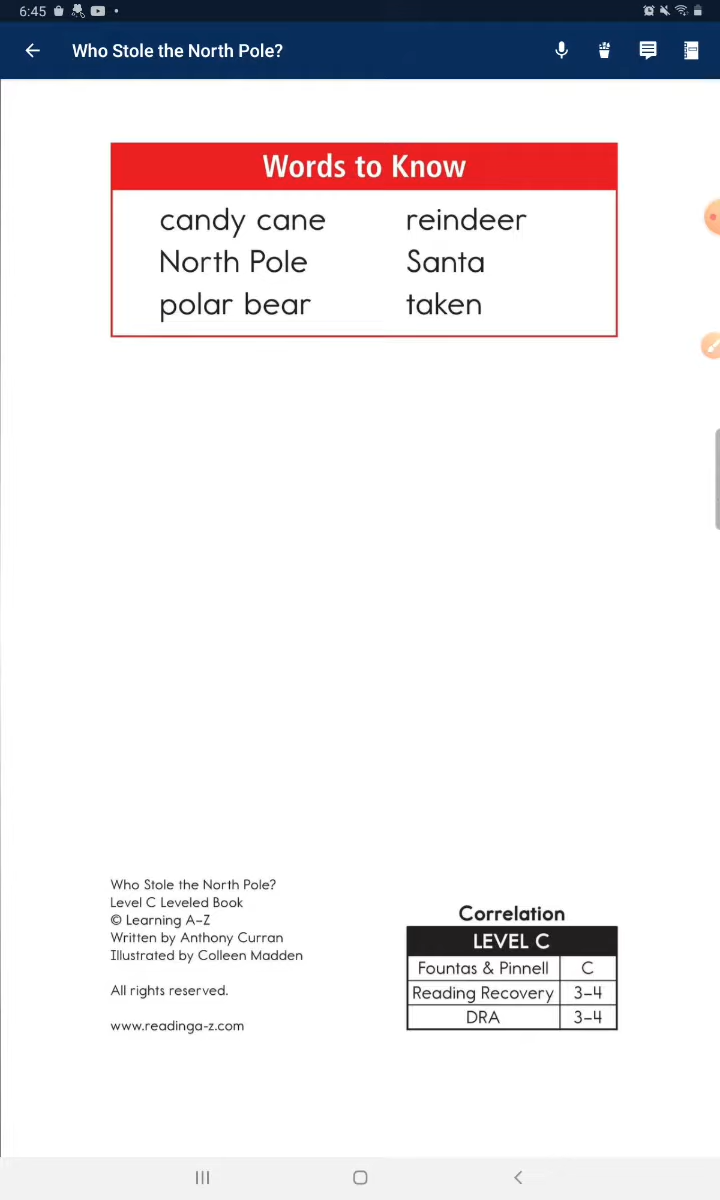 6:45
Who Stole the North Pole?
Words to Know
candy cane reindeer
North Pole Santa
polar bear taken
Who Stole the North Pole?
Level C Leveled Book
© Learning A–Z
Written by Anthony Curran
Illustrated by Colleen Madden
All rights reserved.
www.readinga-z.com
Correlation
LEVEL C
Fountas & Pinnell C
Reading Recovery 3–4
DRA 3–4